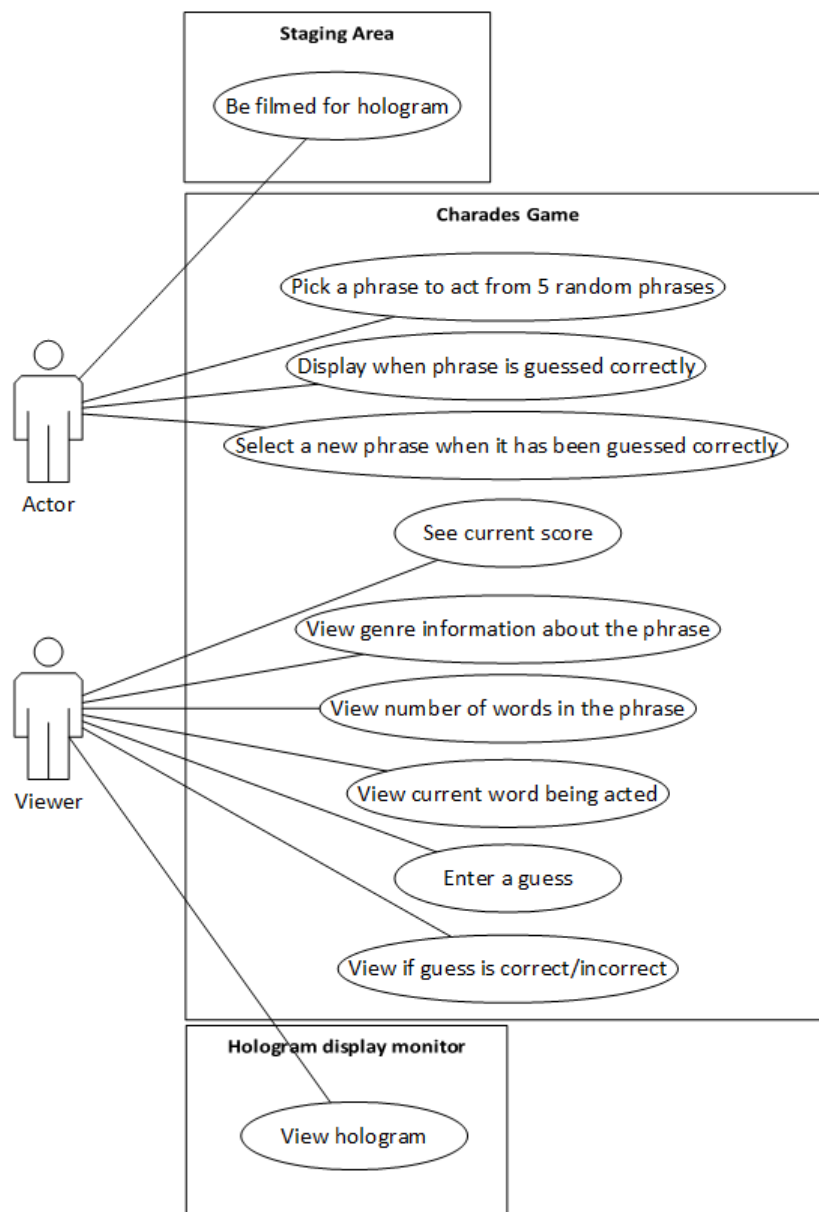 Staging Area
Be filmed for hologram
Charades Game
Pick a phrase to act from 5 random phrases
Display when phrase is guessed correctly
Select a new phrase when it has been guessed correctly
Actor
See current score
View genre information about the phrase
View number of words in the phrase
View current word being acted
Viewer
Enter a guess
View if guess is correct/incorrect
Hologram display monitor
View hologram